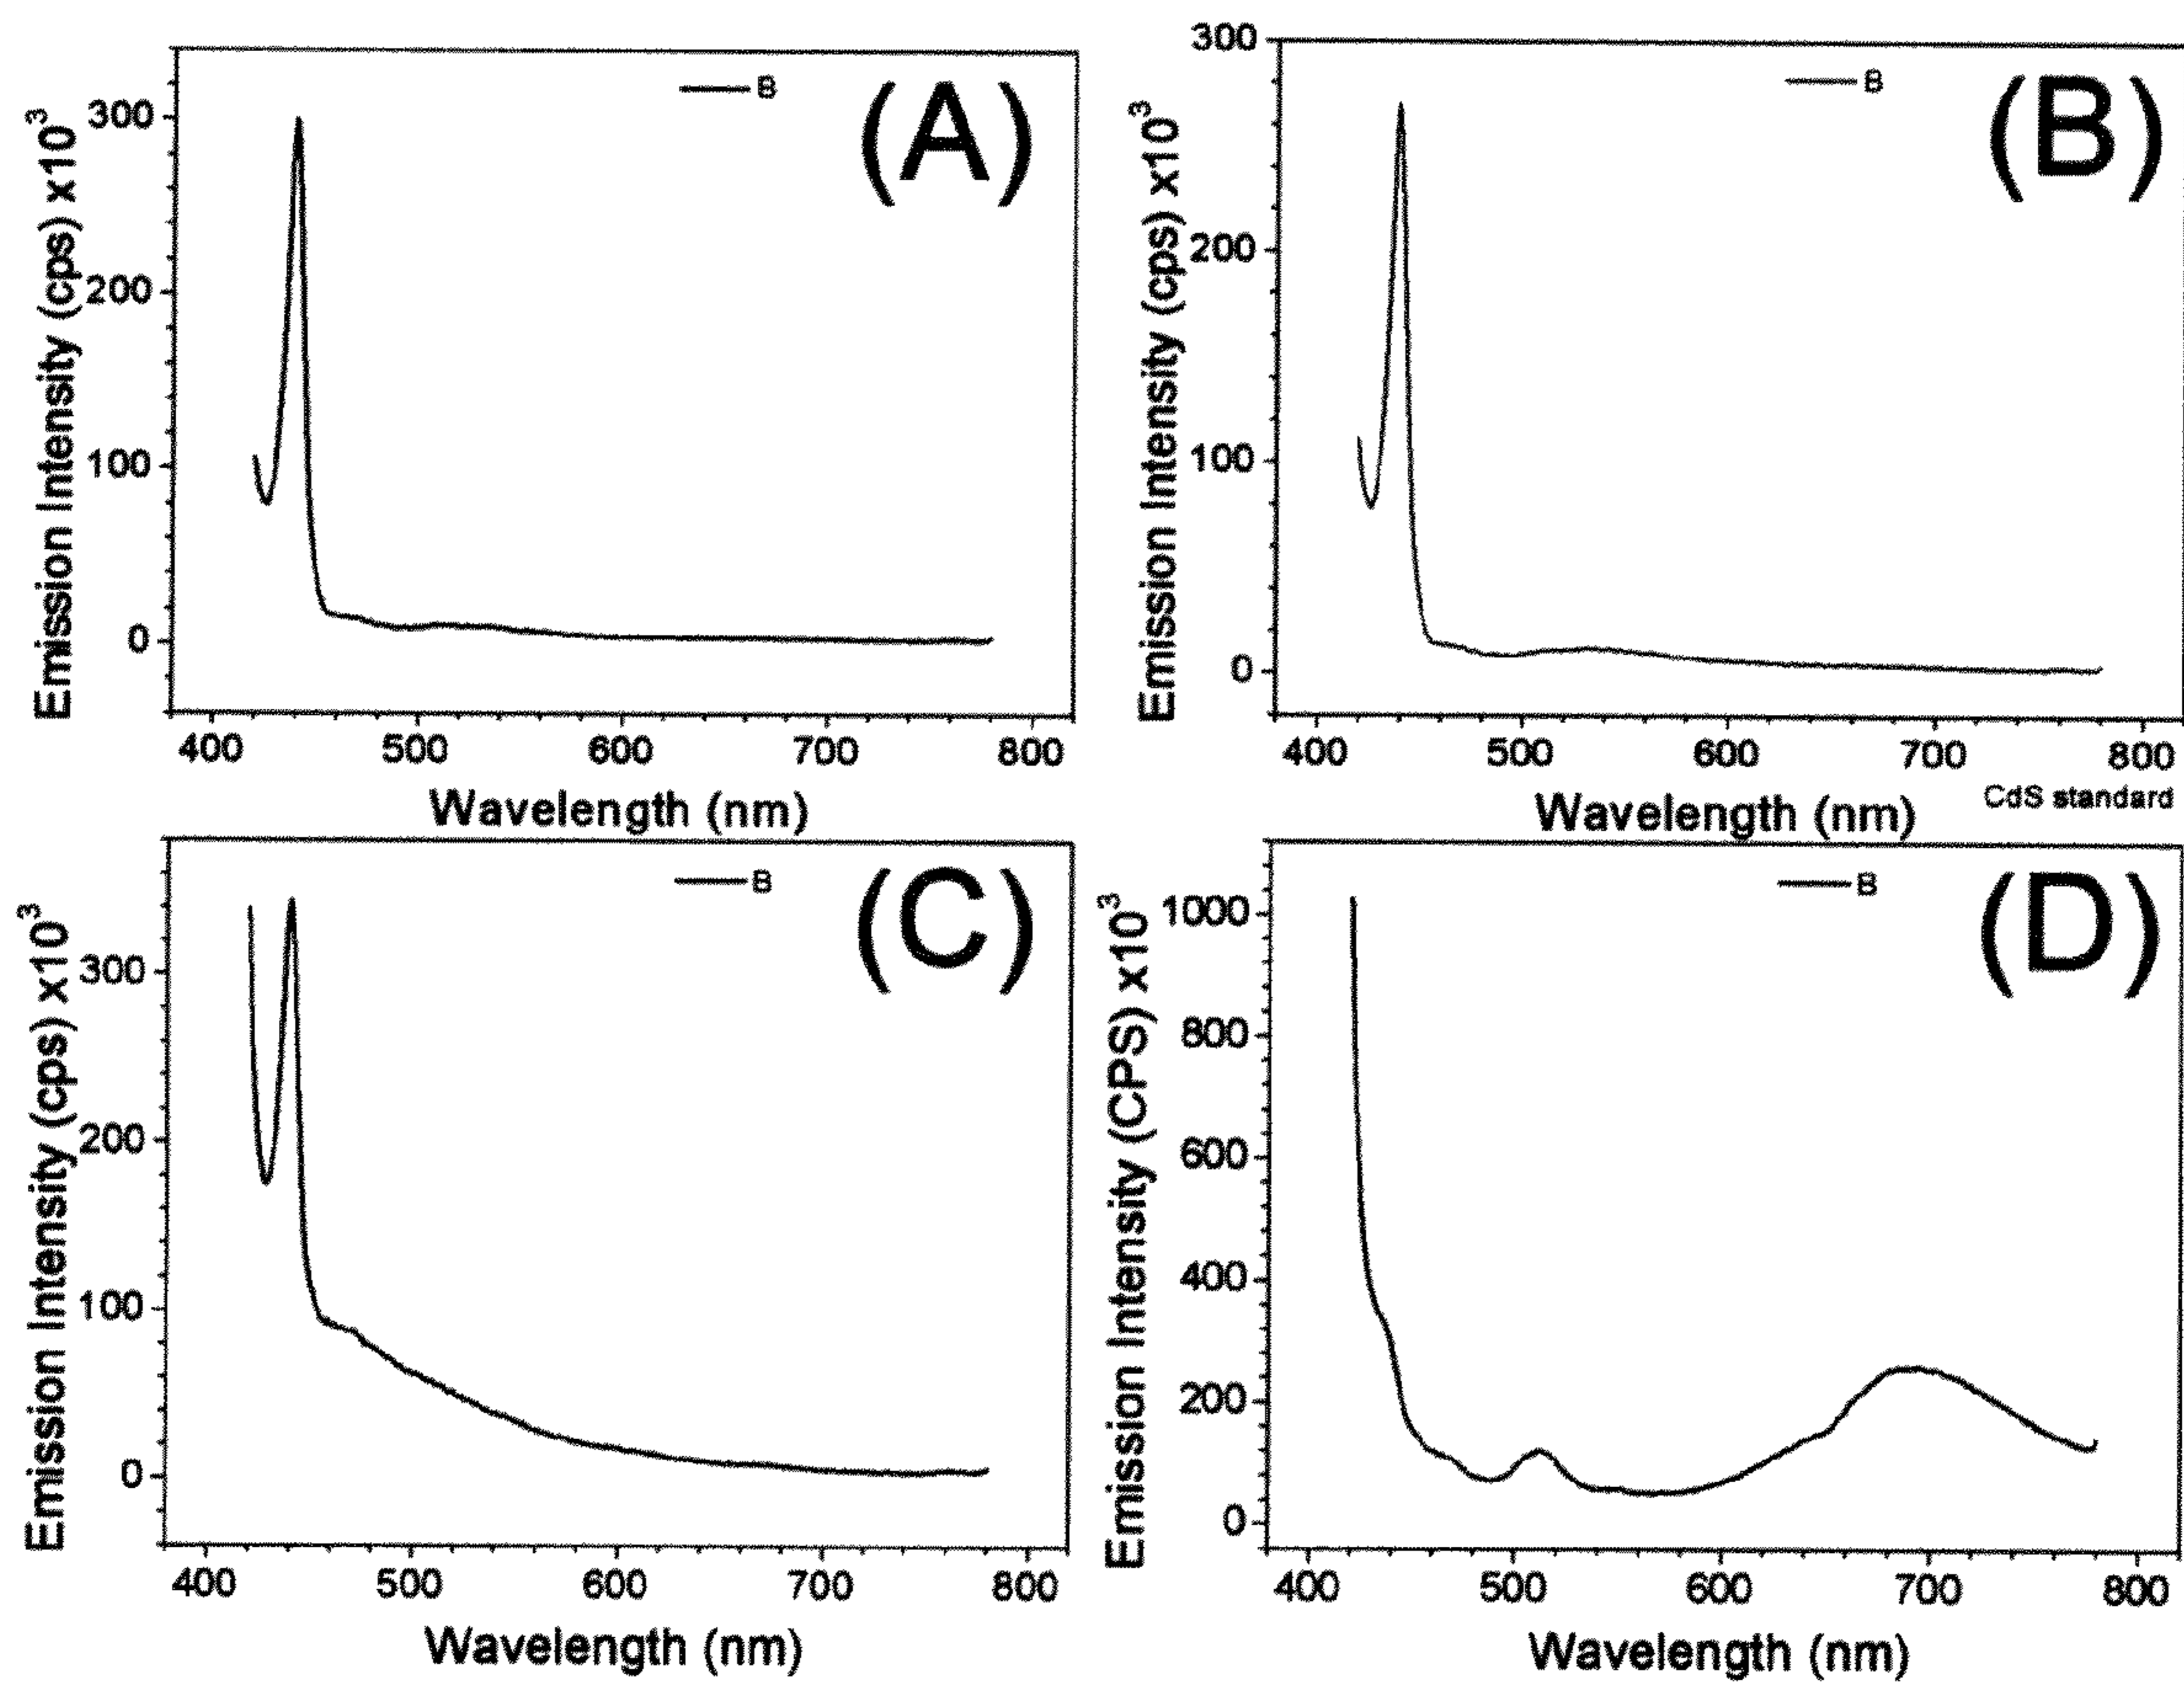 B
(A)
Emission Intensity (cps) x10³
300
200
100
0
400 500 600 700 800
Wavelength (nm)
B
(B)
Emission Intensity (cps) x10³
300
200
100
0
400 500 600 700 800
Wavelength (nm)
CdS standard
B
(C)
Emission Intensity (cps) x10³
300
200
100
0
400 500 600 700 800
Wavelength (nm)
B
(D)
Emission Intensity (CPS) x10³
1000
800
600
400
200
0
400 500 600 700 800
Wavelength (nm)